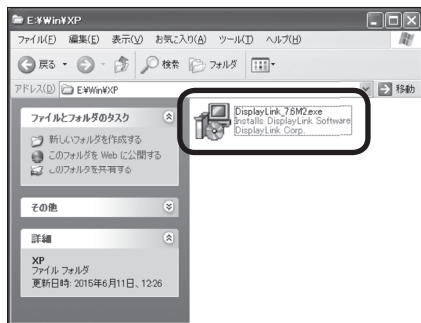 E:¥Win¥XP
ファイル(F) 編集(E) 表示(V) お気に入り(A) ツール(T) ヘルプ(H)
戻る 検索 フォルダ
アドレス(D) E:¥Win¥XP 移動
ファイルとフォルダのタスク
新しいフォルダを作成する
このフォルダを Web に公開する
このフォルダを共有する
その他
詳細
XP
ファイル フォルダ
更新日時: 2015年6月11日、12:26
DisplayLink_7.6M2.exe
Installs DisplayLink Software
DisplayLink Corp.